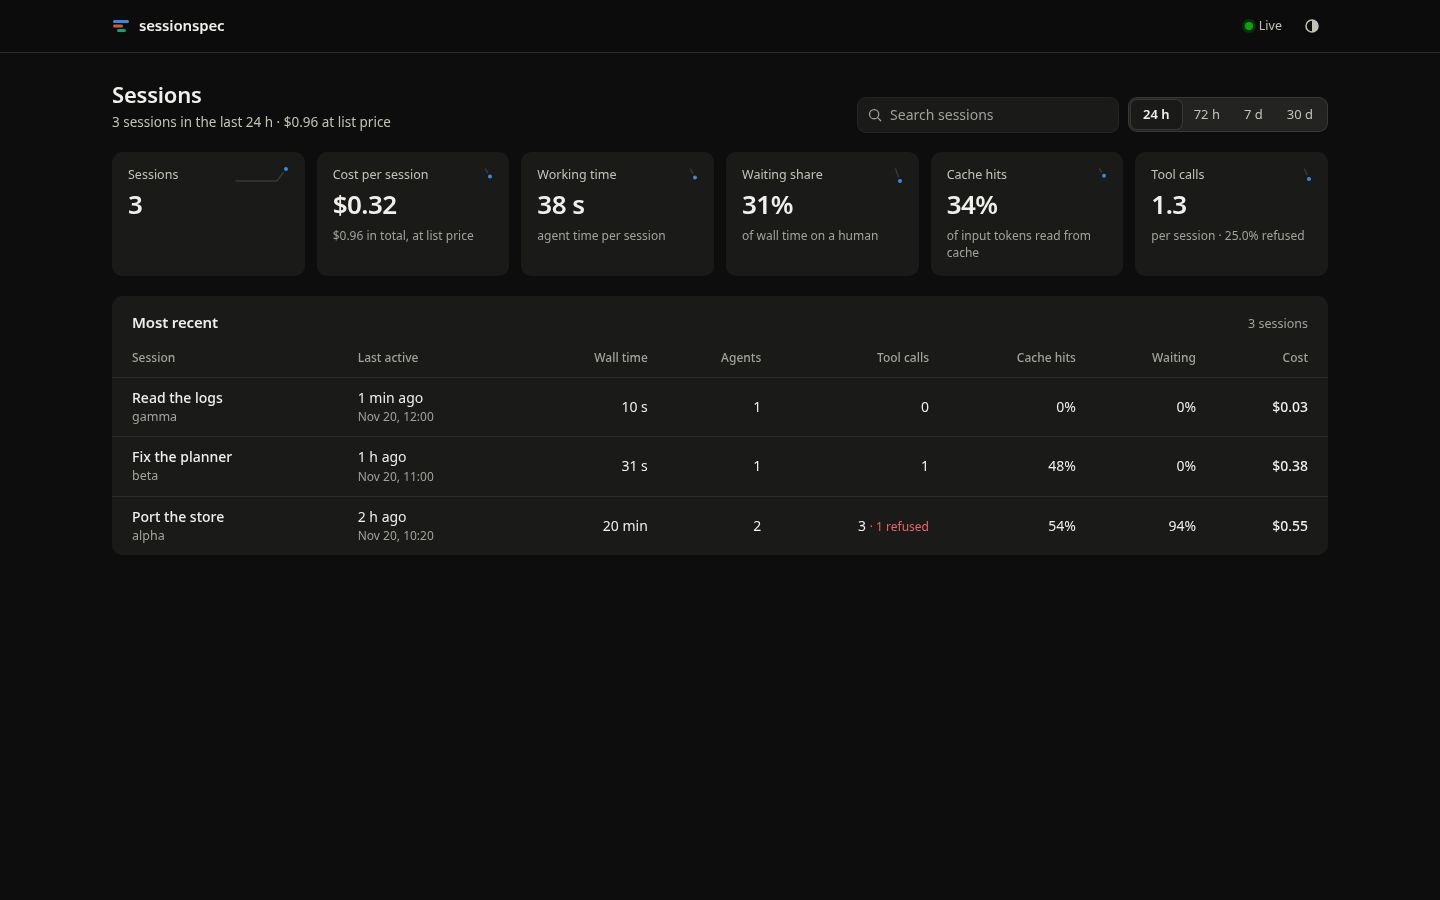 sessionspec
Live
Sessions
3 sessions in the last 24 h · $0.96 at list price
Search sessions
24 h 72 h 7 d 30 d
Sessions
3
Cost per session
$0.32
$0.96 in total, at list price
Working time
38 s
agent time per session
Waiting share
31%
of wall time on a human
Cache hits
34%
of input tokens read from
cache
Tool calls
1.3
per session · 25.0% refused
Most recent
3 sessions
Session Last active Wall time Agents Tool calls Cache hits Waiting Cost
Read the logs 1 min ago 10 s 1 0 0% 0% $0.03
gamma Nov 20, 12:00
Fix the planner 1 h ago 31 s 1 1 48% 0% $0.38
beta Nov 20, 11:00
Port the store 2 h ago 20 min 2 3 · 1 refused 54% 94% $0.55
alpha Nov 20, 10:20